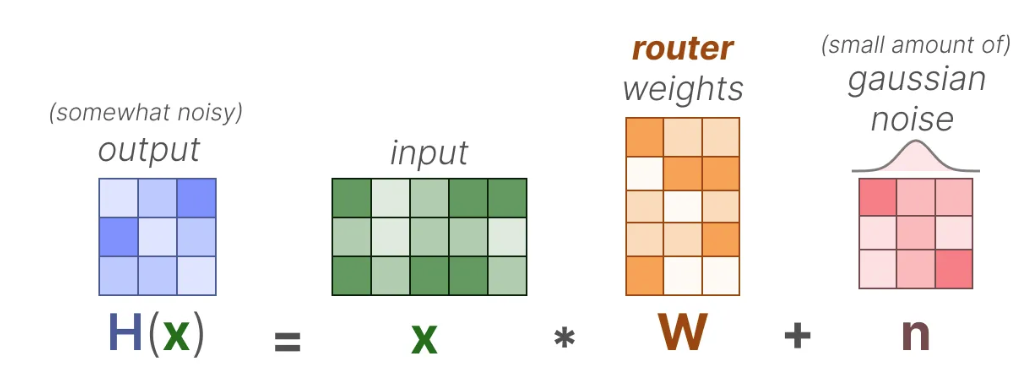 (somewhat noisy)
output
input
router
weights
(small amount of)
gaussian
noise
H(x) = x * W + n